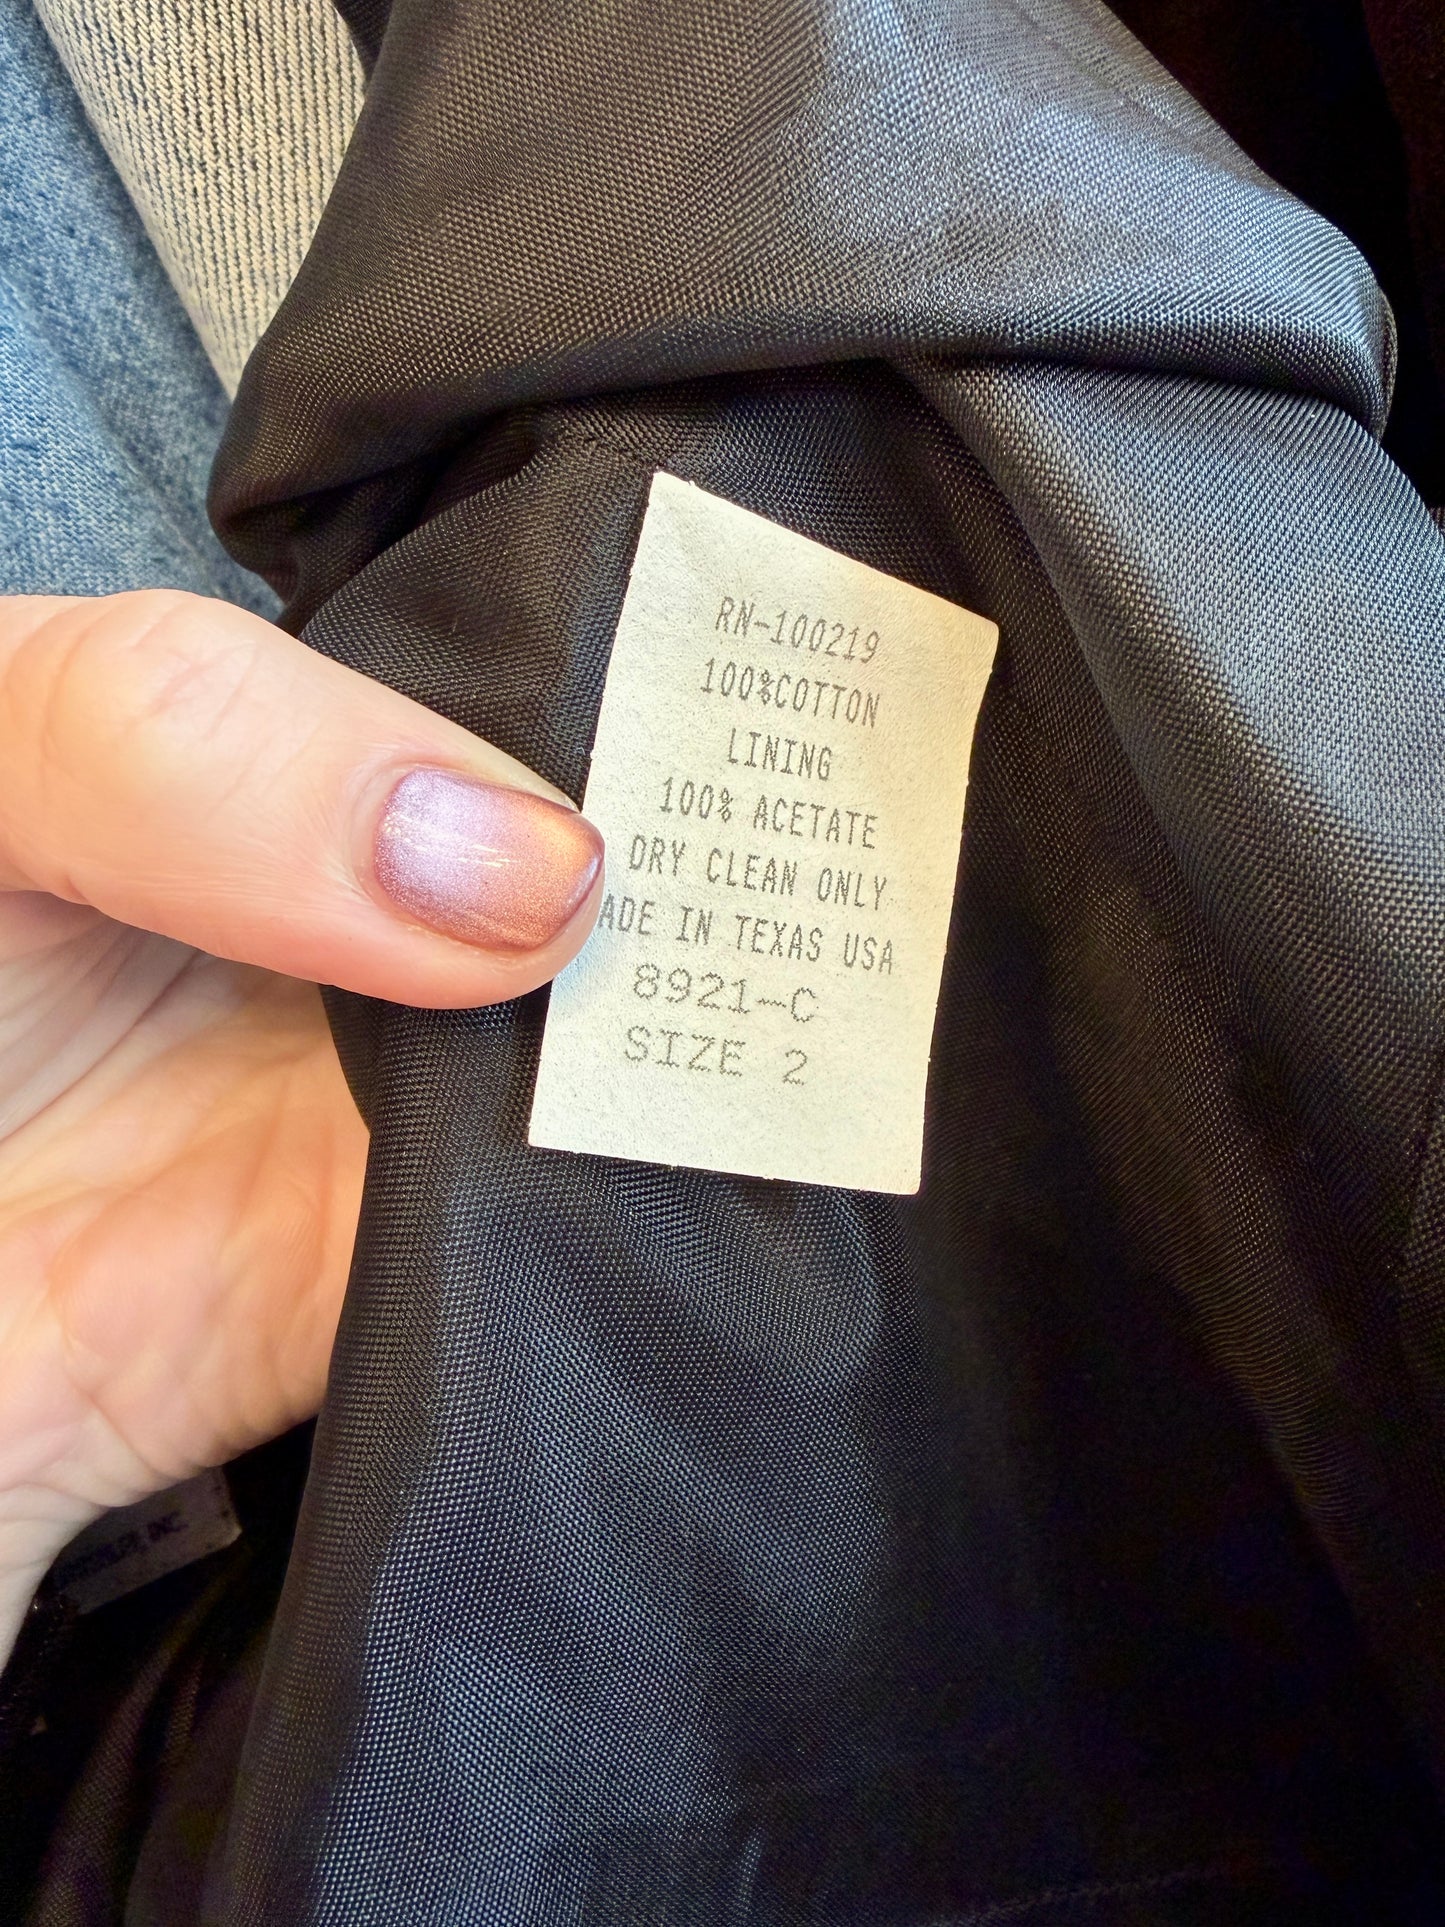 RN-100219
100%COTTON
LINING
100% ACETATE
DRY CLEAN ONLY
ADE IN TEXAS USA
8921-C
SIZE 2